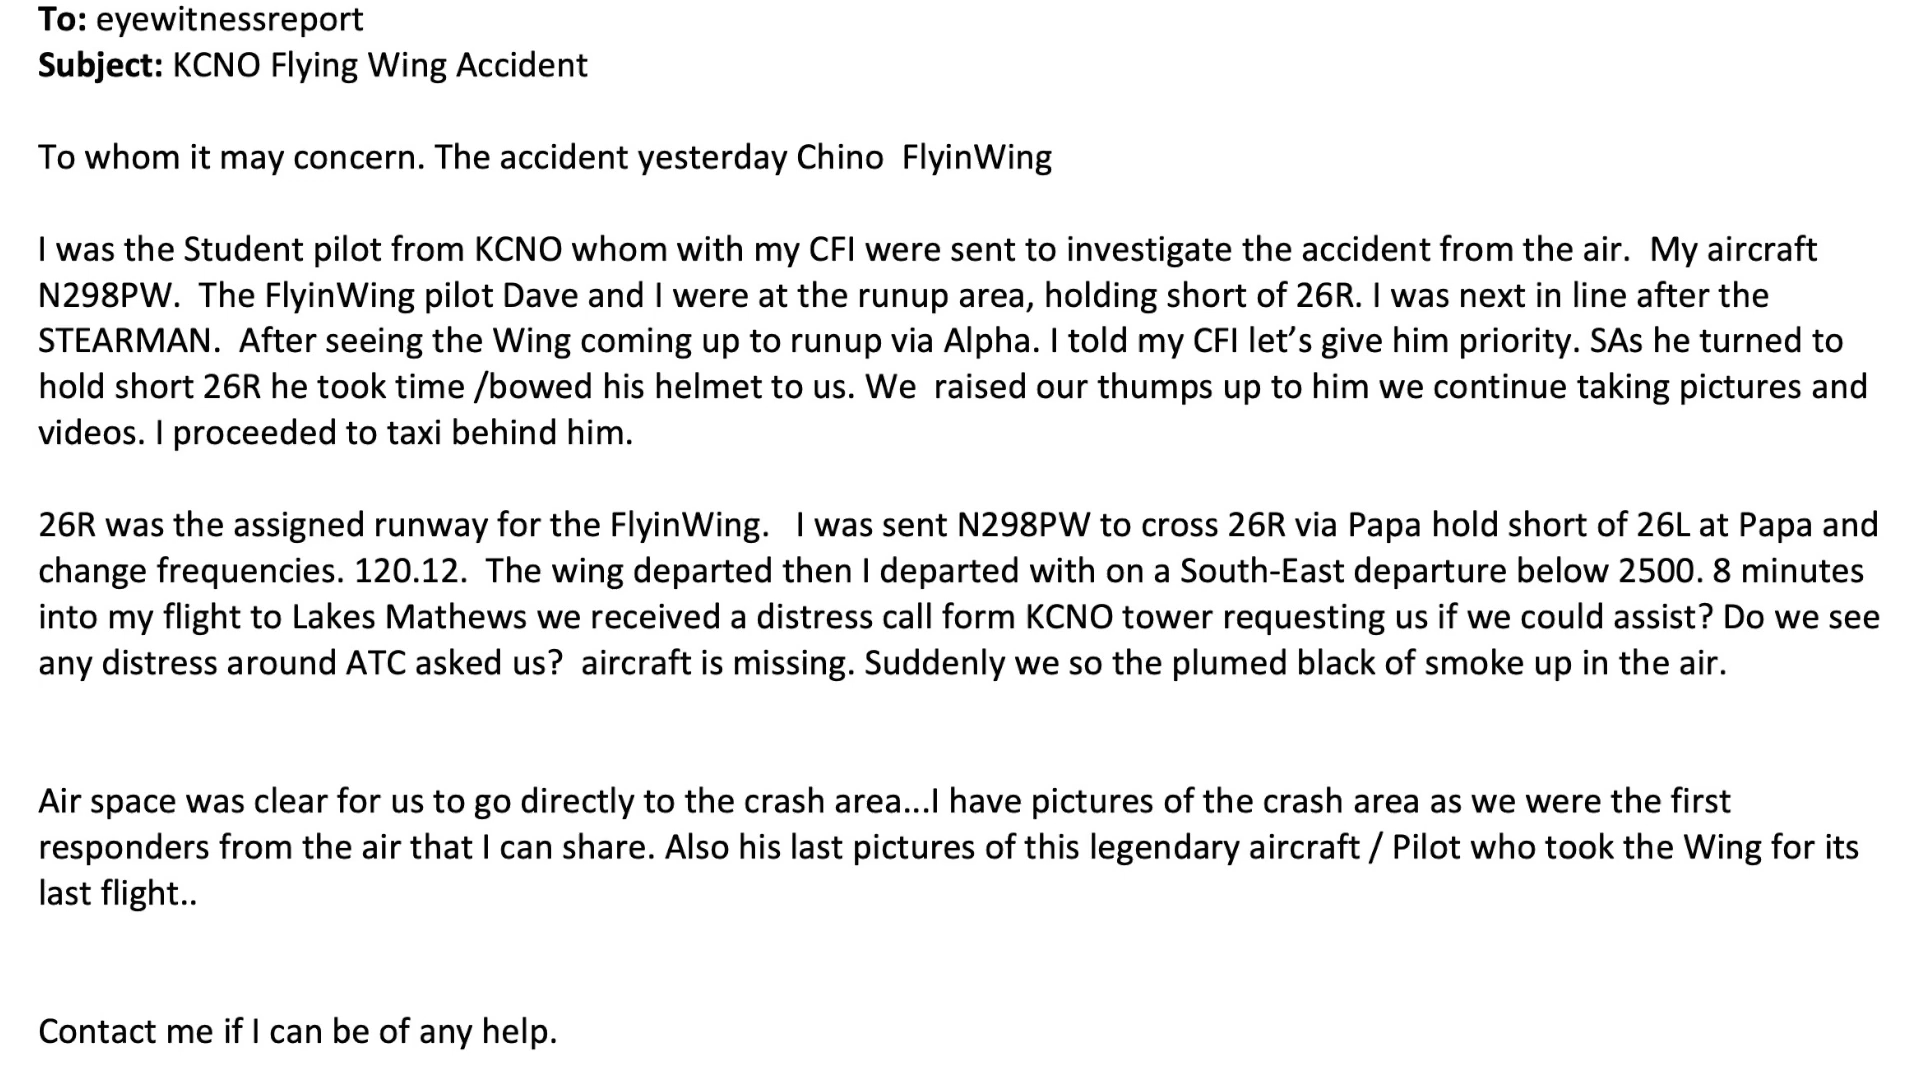 To: eyewitnessreport
Subject: KCNO Flying Wing Accident
To whom it may concern. The accident yesterday Chino  FlyinWing
I was the Student pilot from KCNO whom with my CFI were sent to investigate the accident from the air.  My aircraft
N298PW.  The FlyinWing pilot Dave and I were at the runup area, holding short of 26R. I was next in line after the
STEARMAN.  After seeing the Wing coming up to runup via Alpha. I told my CFI let’s give him priority. SAs he turned to
hold short 26R he took time /bowed his helmet to us. We  raised our thumps up to him we continue taking pictures and
videos. I proceeded to taxi behind him.
26R was the assigned runway for the FlyinWing.   I was sent N298PW to cross 26R via Papa hold short of 26L at Papa and
change frequencies. 120.12.  The wing departed then I departed with on a South-East departure below 2500. 8 minutes
into my flight to Lakes Mathews we received a distress call form KCNO tower requesting us if we could assist? Do we see
any distress around ATC asked us?  aircraft is missing. Suddenly we so the plumed black of smoke up in the air.
Air space was clear for us to go directly to the crash area...I have pictures of the crash area as we were the first
responders from the air that I can share. Also his last pictures of this legendary aircraft / Pilot who took the Wing for its
last flight..
Contact me if I can be of any help.